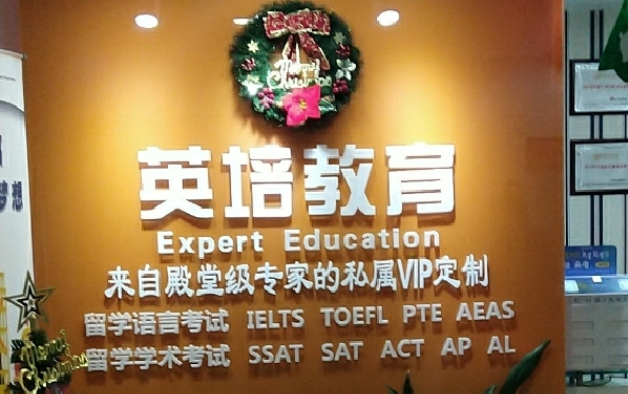 Merry
Christmas
英培教育
Expert Education
来自殿堂级专家的私属VIP定制
留学语言考试 IELTS TOEFL PTE AEAS
留学学术考试 SSAT SAT ACT AP AL
梦想
Merry
Christmas